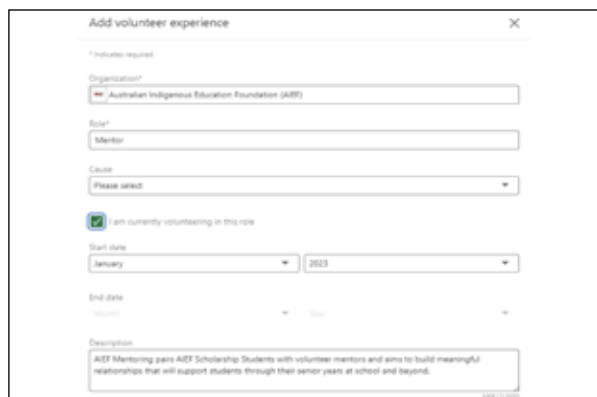 Add volunteer experience
* Indicates required
Organization*
Australian Indigenous Education Foundation (AIEF)
Role*
Mentor
Cause
Please select
I am currently volunteering in this role
Start date
January 2023
End date
Month Year
Description
AIEF Mentoring pairs AIEF Scholarship Students with volunteer mentors and aims to build meaningful
relationships that will support students through their senior years at school and beyond.